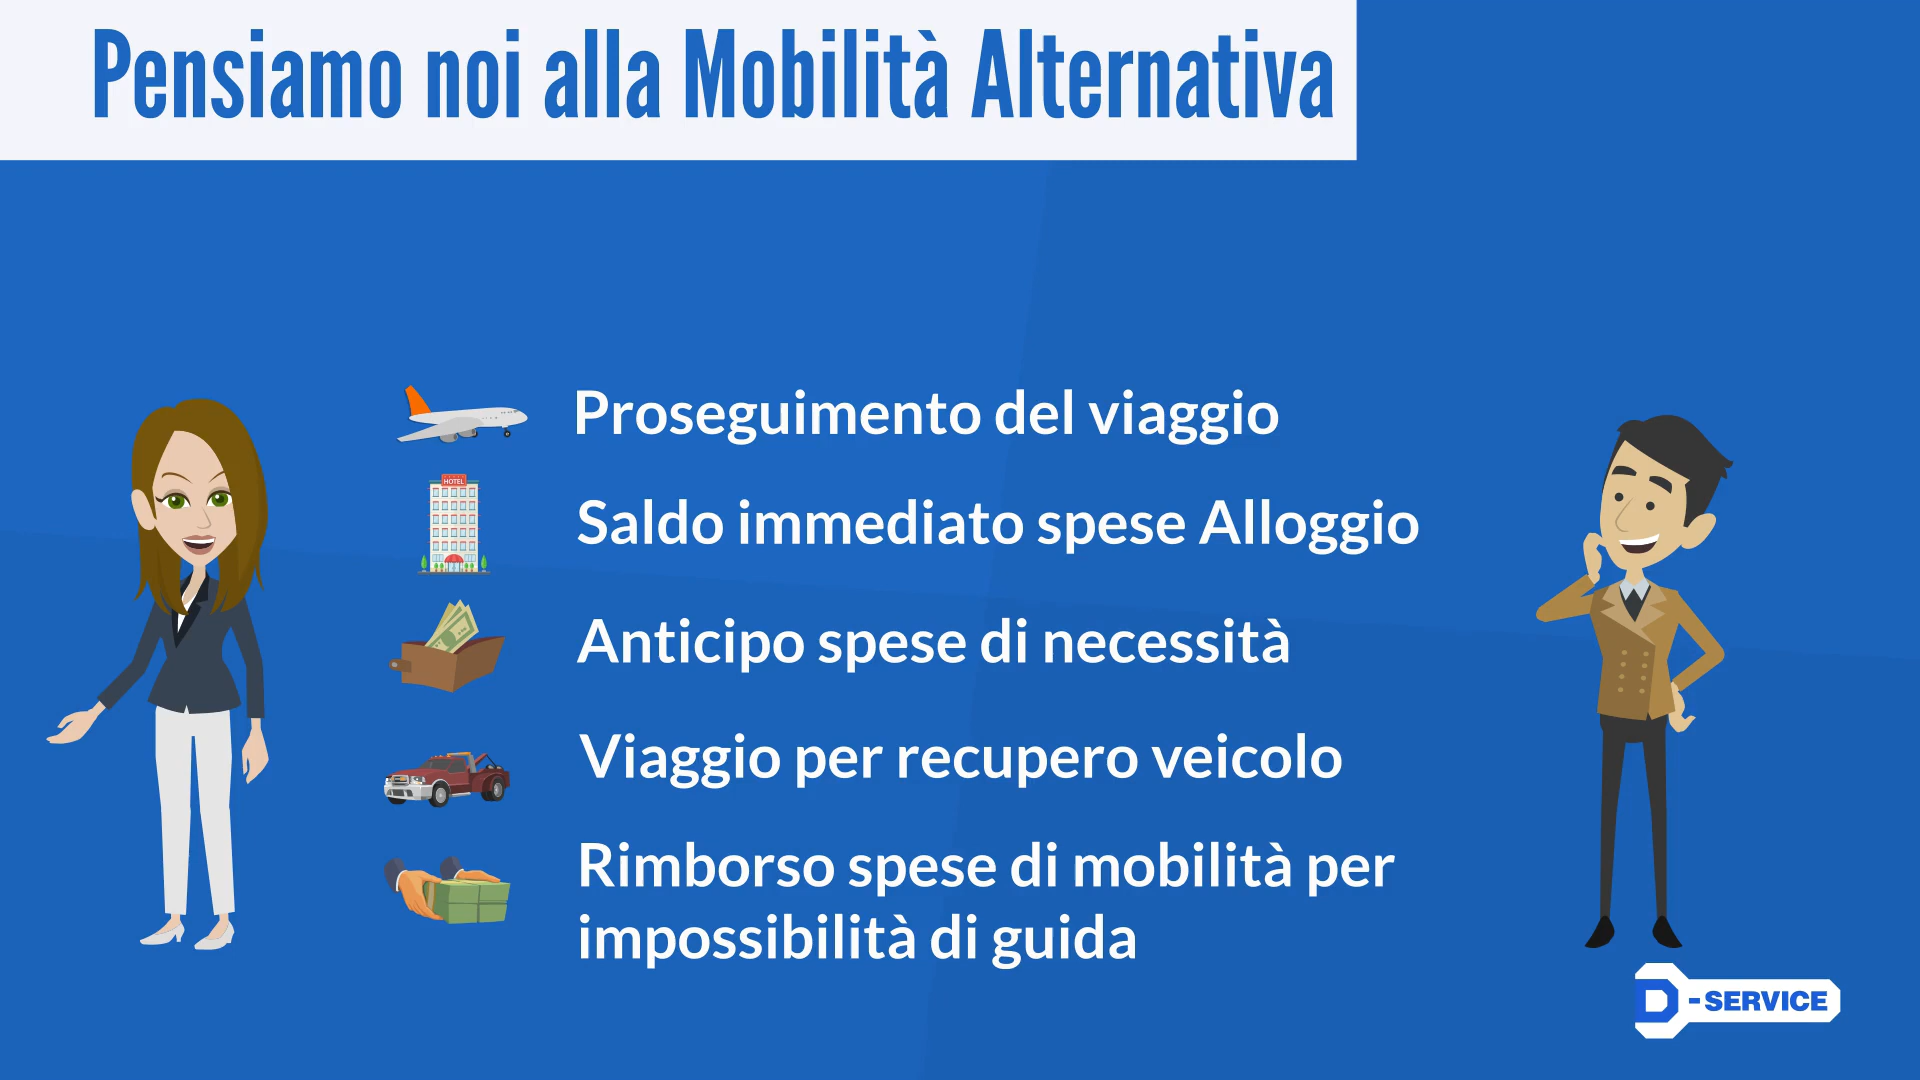 Pensiamo noi alla Mobilità Alternativa
Proseguimento del viaggio
HOTEL
Saldo immediato spese Alloggio
Anticipo spese di necessità
Viaggio per recupero veicolo
Rimborso spese di mobilità per
impossibilità di guida
D-SERVICE